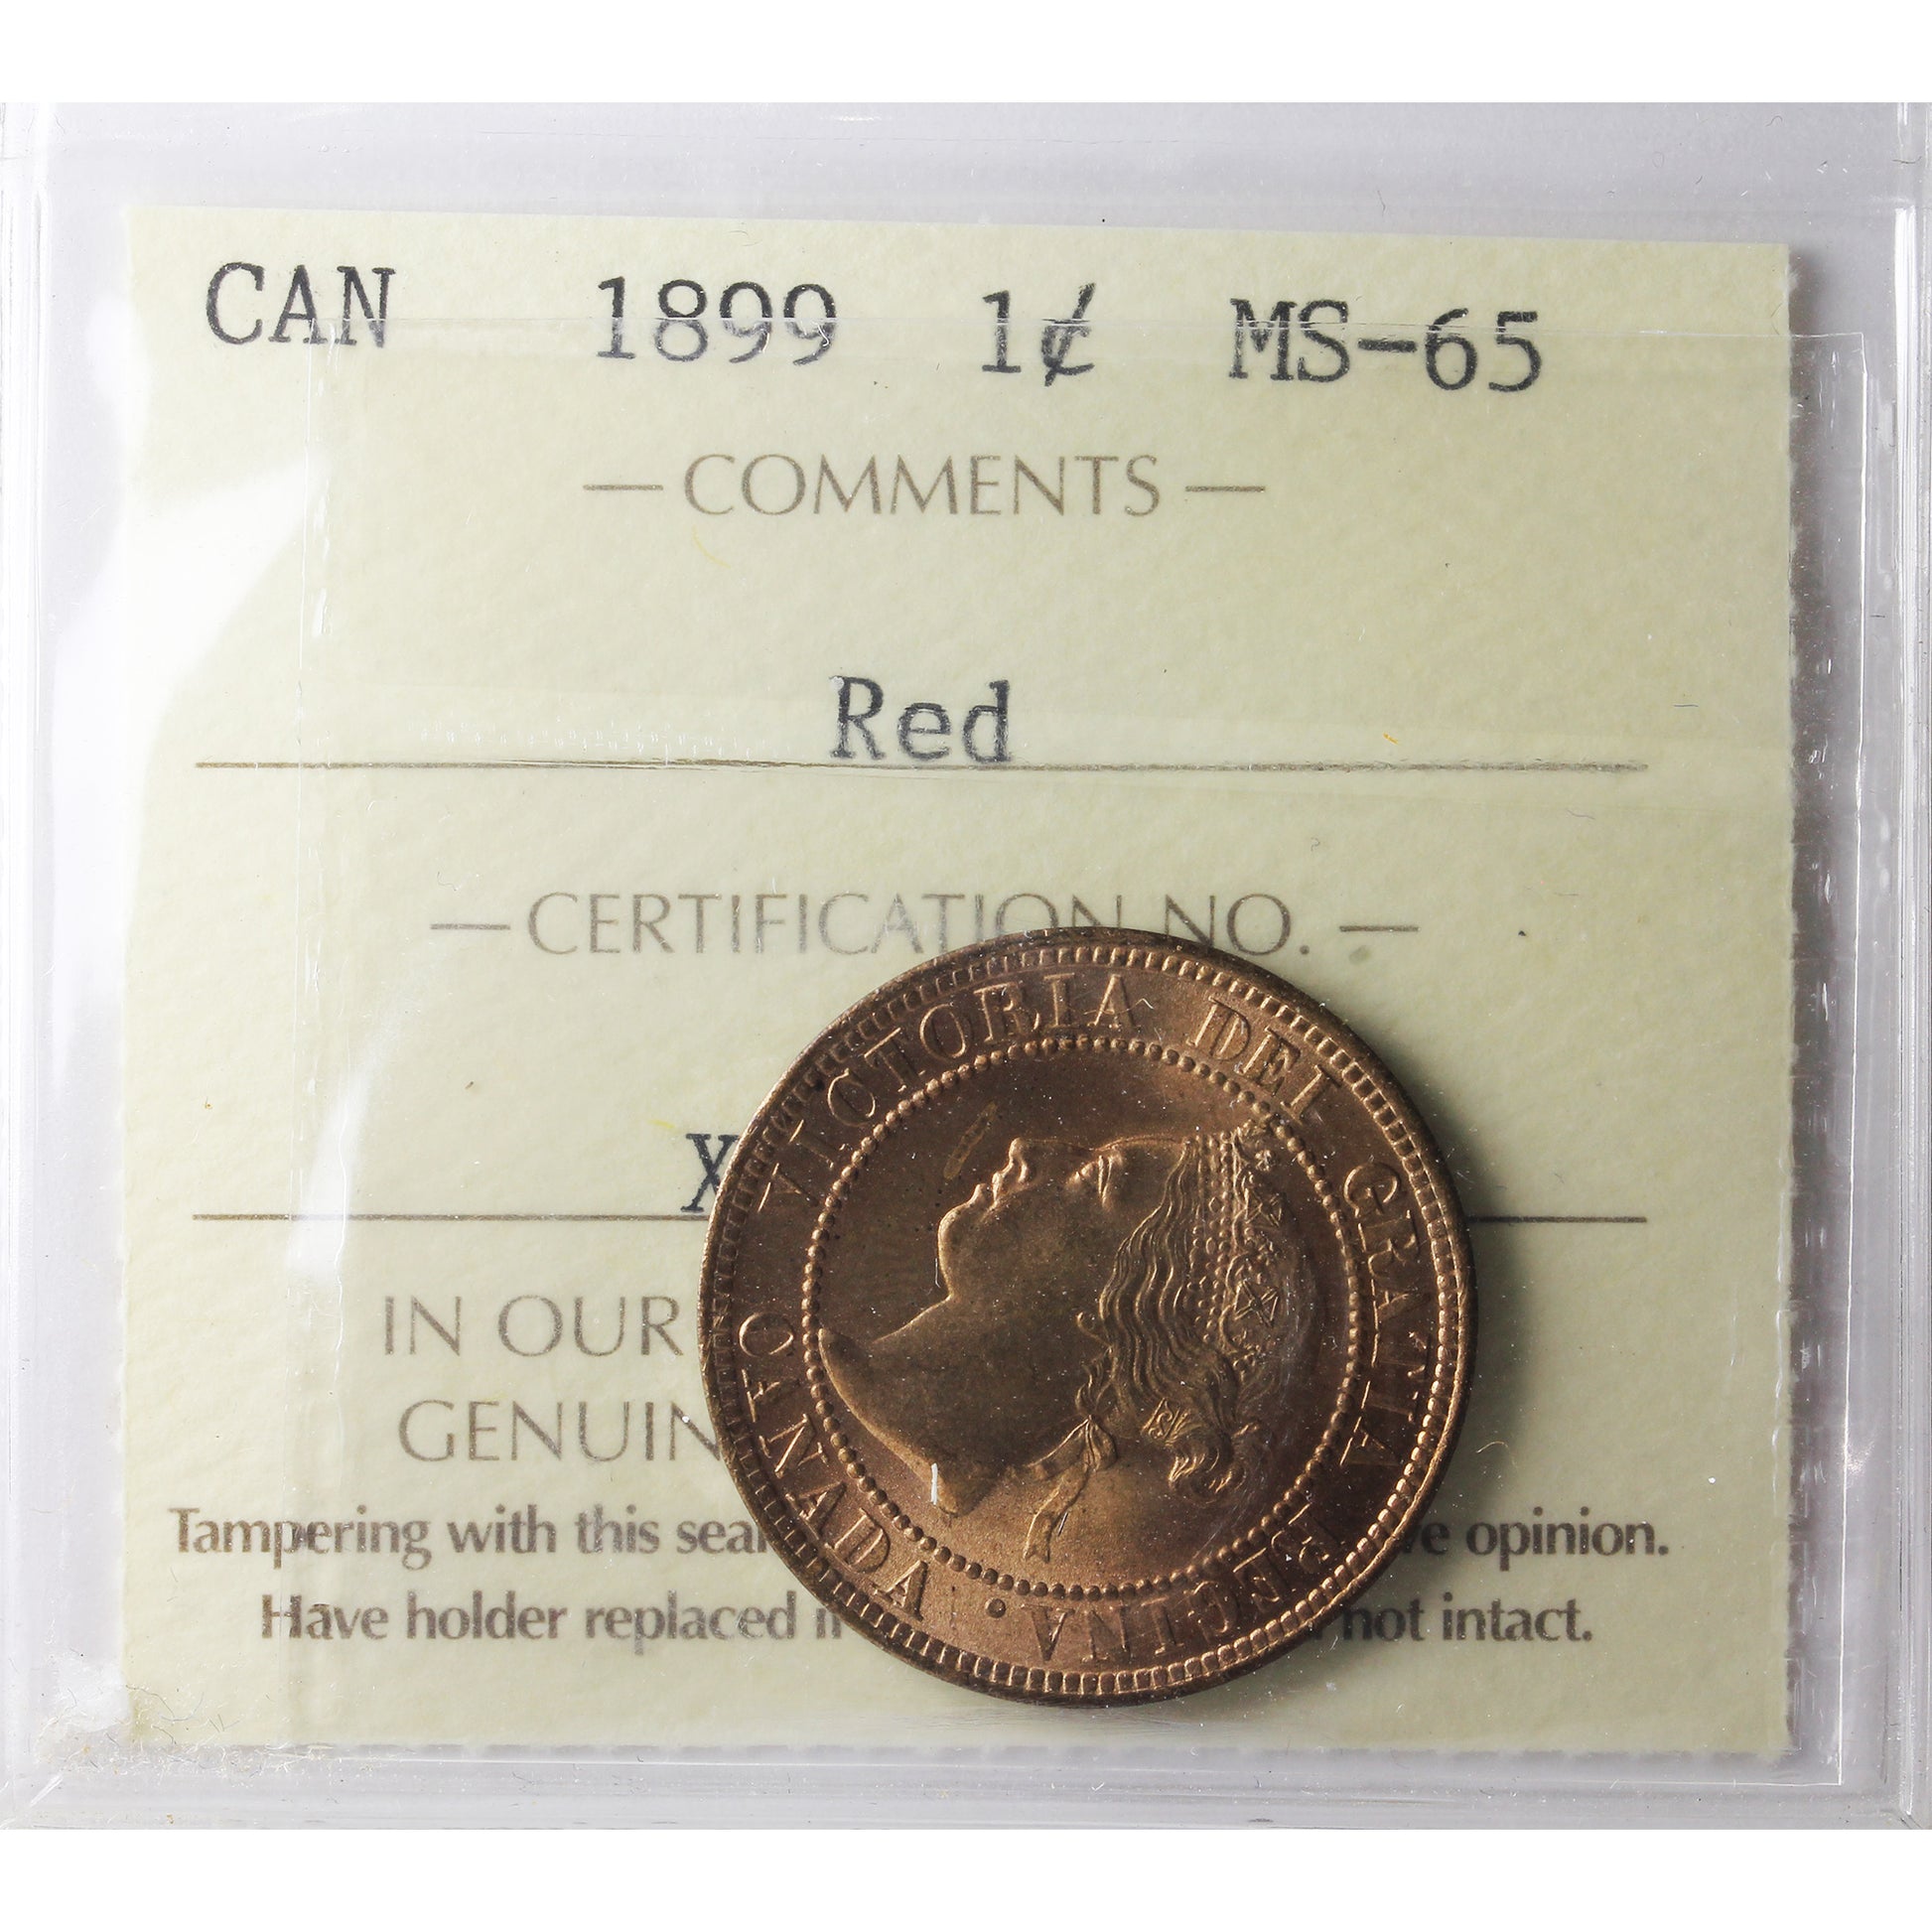 CAN 1899 1¢ MS-65
— COMMENTS —
Red
— CERTIFICATION NO. —
X
IN OUR
GENUIN
Tampering with this seal ve opinion.
Have holder replaced i not intact.
VICTORIA DEI GRATIA REGINA. CANADA